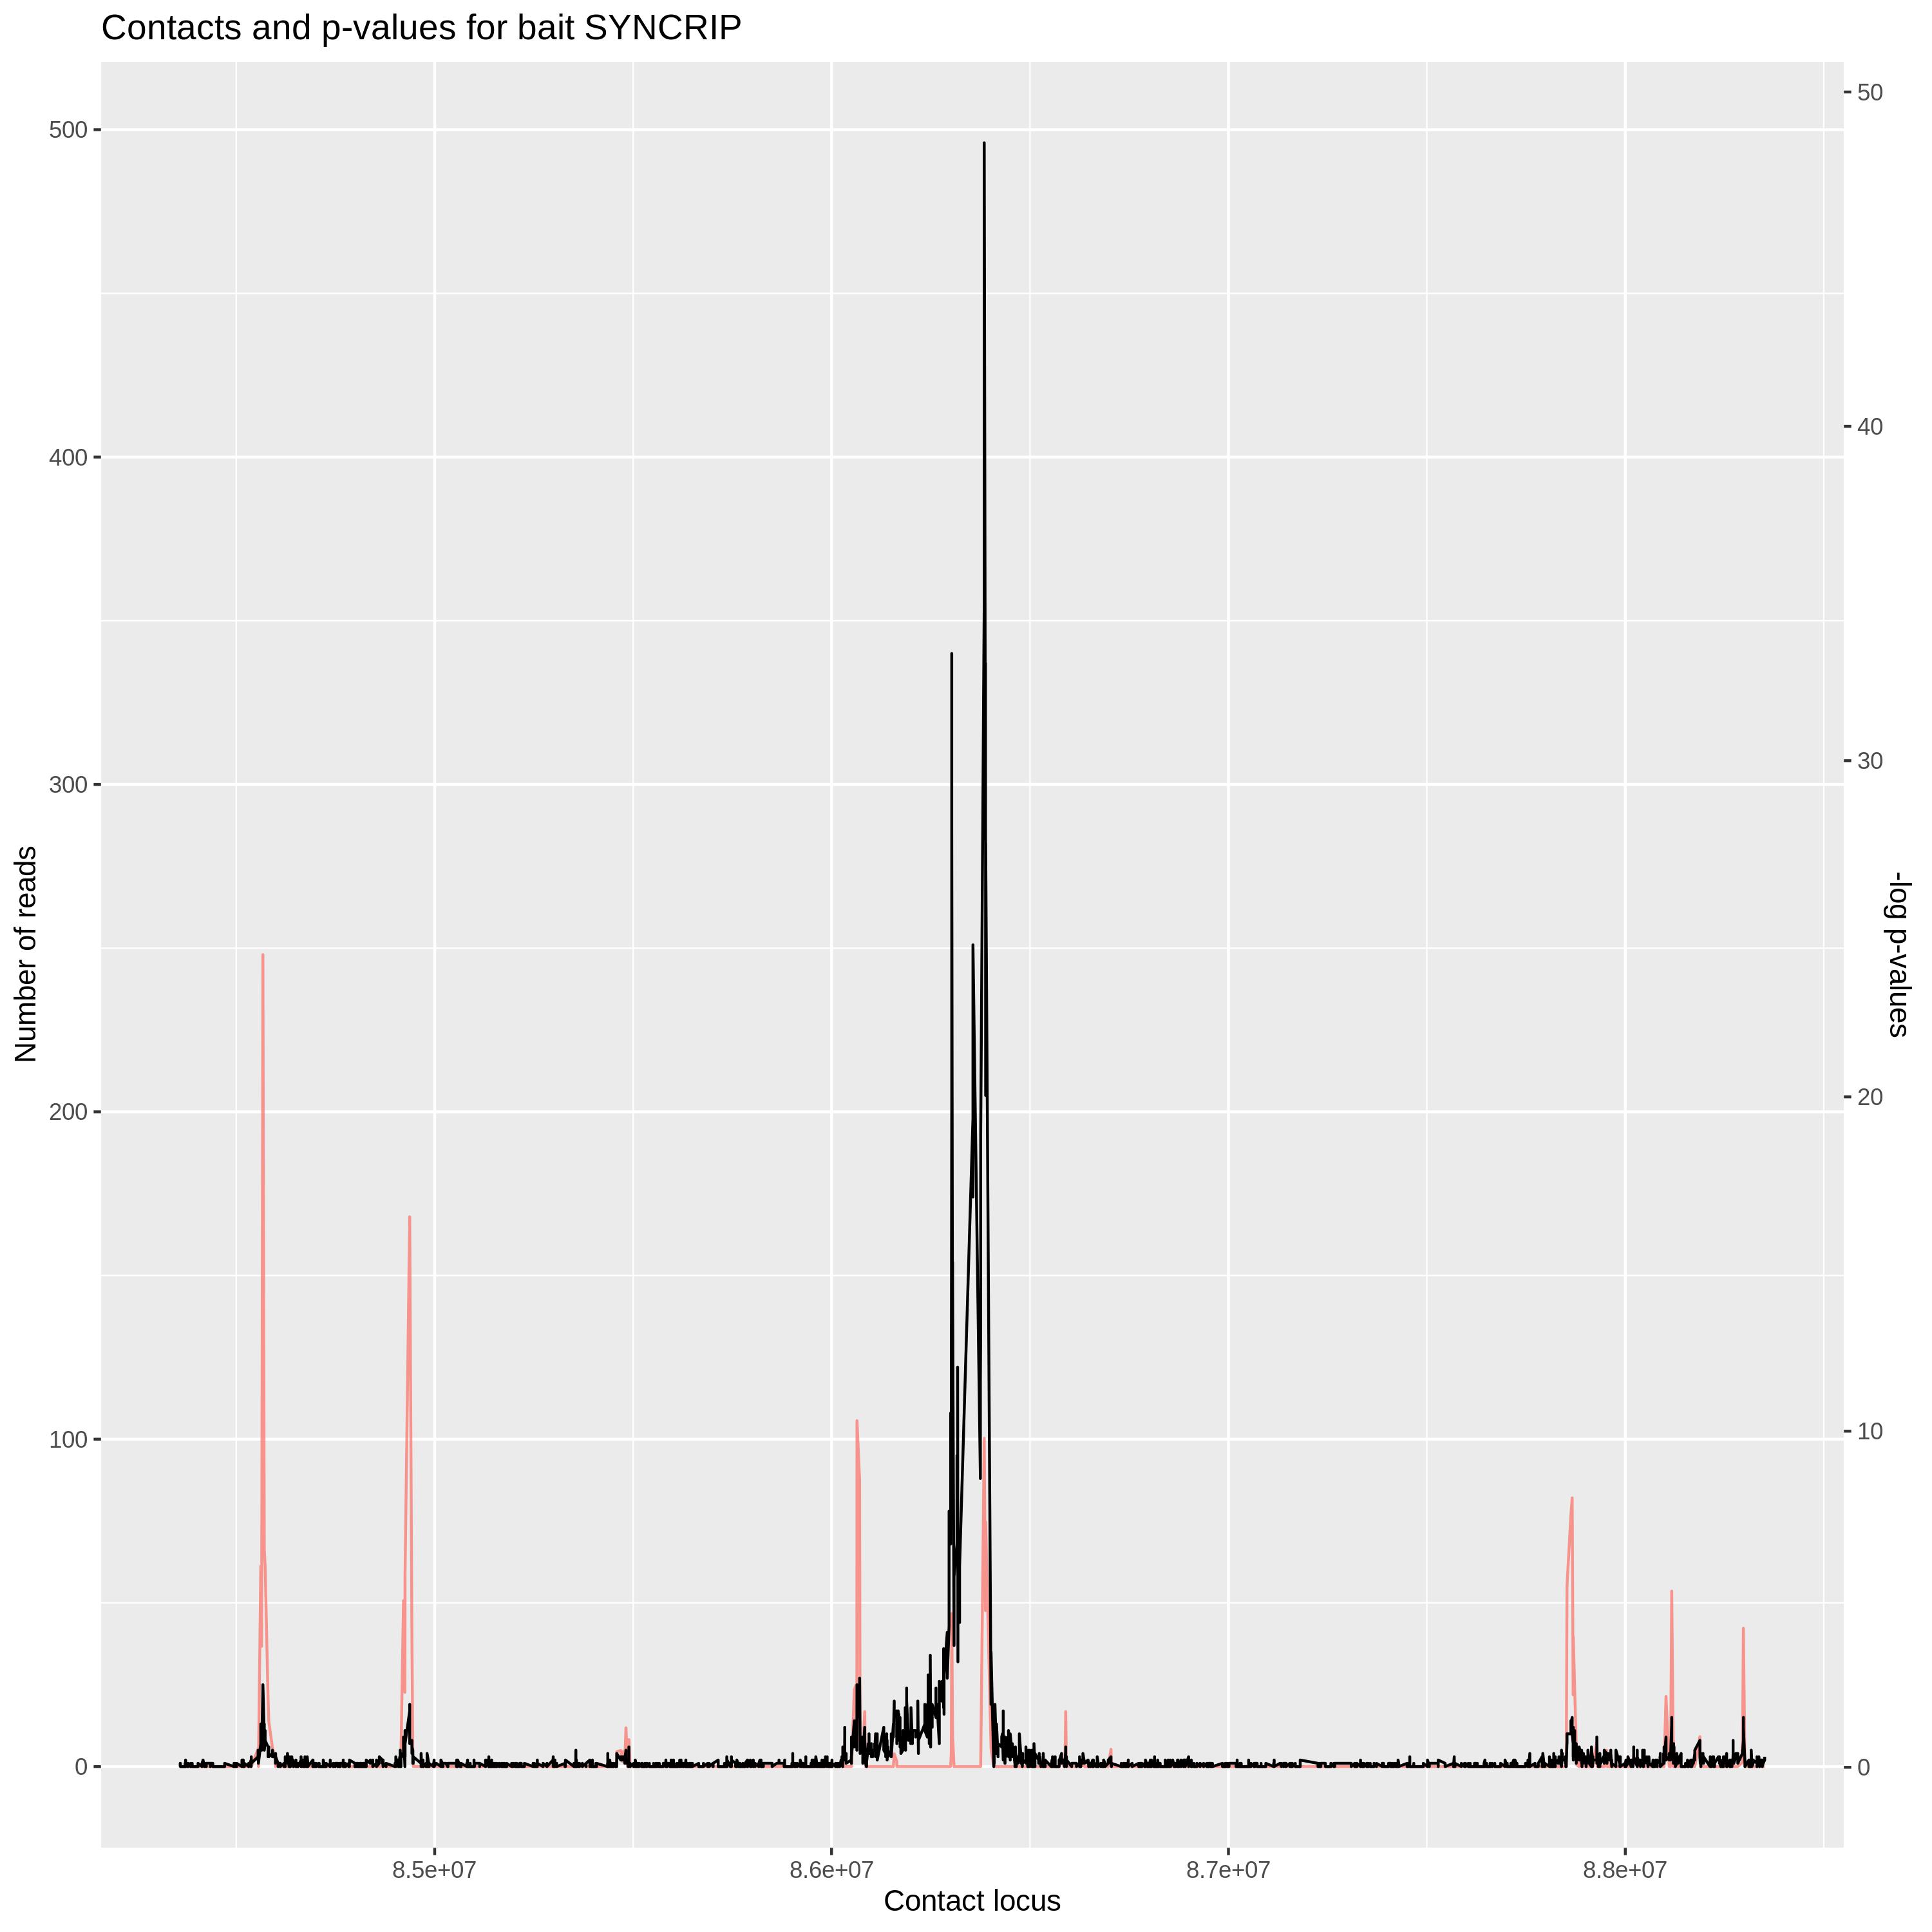 Contacts and p-values for bait SYNCRIP
500
400
300
200
100
0
Number of reads
50
40
30
20
10
0
-log p-values
8.5e+07
8.6e+07
8.7e+07
8.8e+07
Contact locus